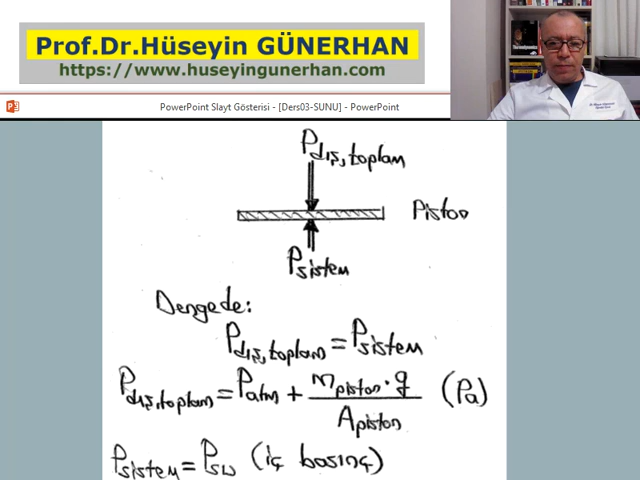 Prof.Dr.Hüseyin GÜNERHAN
https://www.huseyingunerhan.com
PowerPoint Slayt Gösterisi - [Ders03-SUNU] - PowerPoint
Pdış,toplam
Piston
Psistem
Dengede:
Pdış,toplam = Psistem
Pdış,toplam = Patm + mpiston · g / Apiston (Pa)
Psistem = Psu (iç basınç)